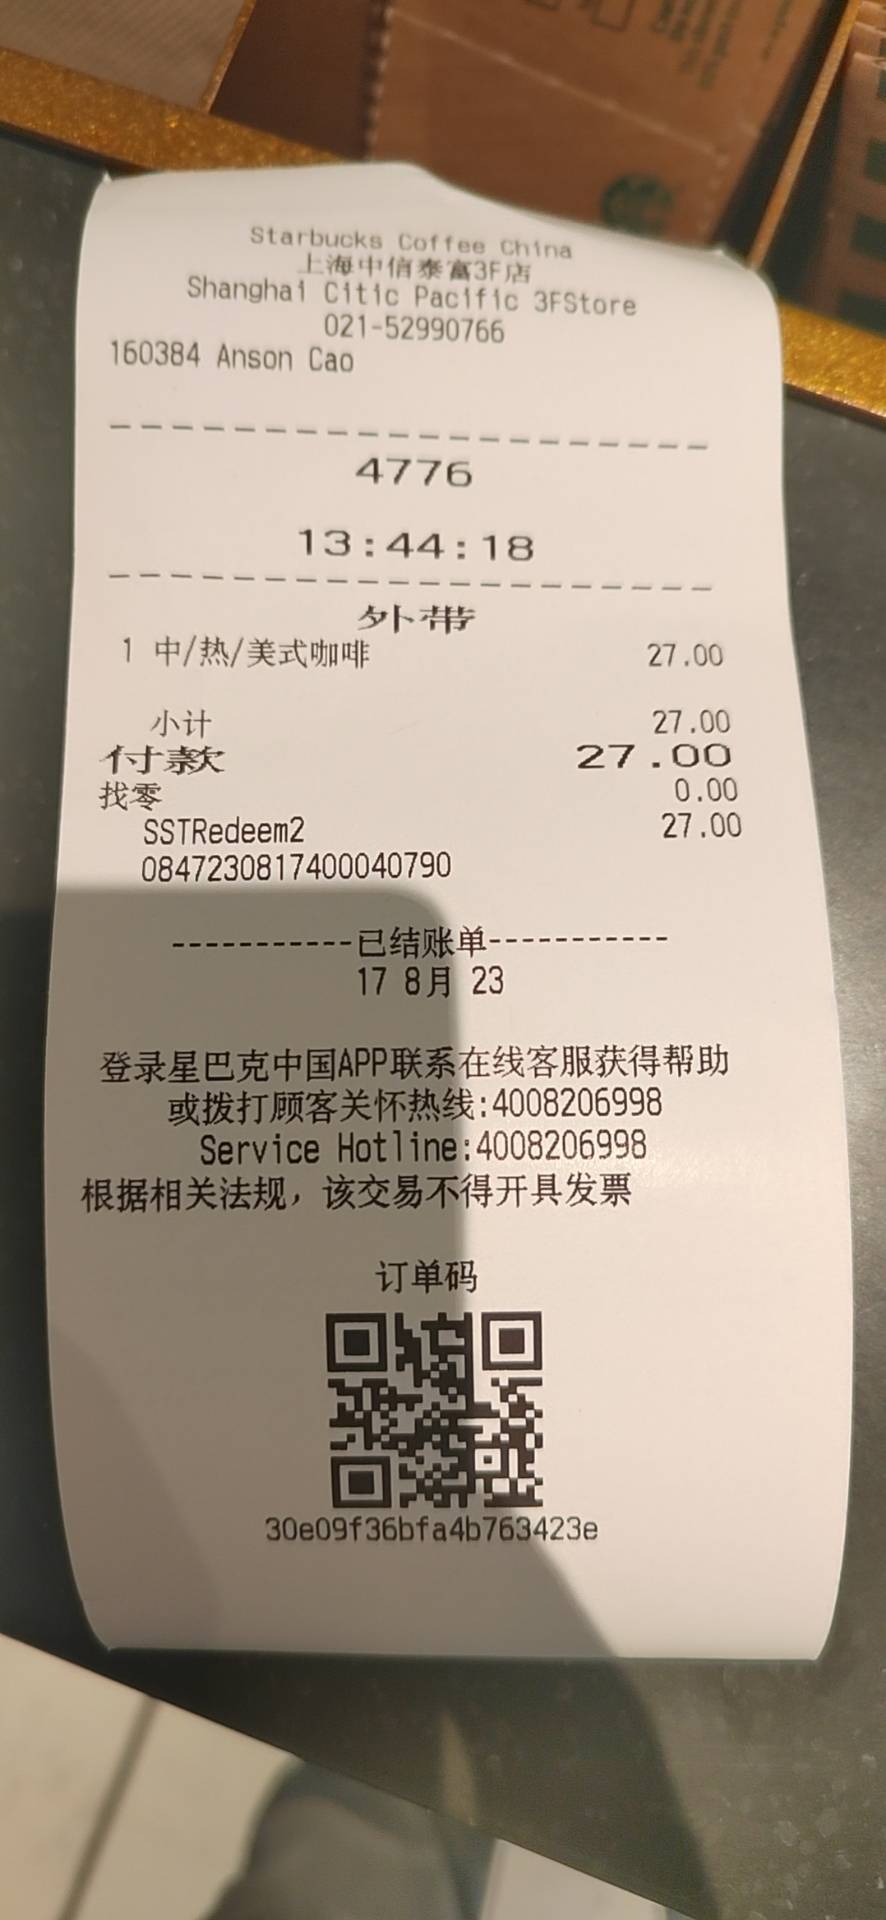 Starbucks Coffee China
上海中信泰富3F店
Shanghai Citic Pacific 3FStore
021-52990766
160384 Anson Cao
--------------------
4776
13:44:18
--------------------
外带
1 中/热/美式咖啡 27.00
小计 27.00
付款 27.00
找零 0.00
SSTRedeem2 27.00
0847230817400040790
-----------已结账单-----------
17 8月 23
登录星巴克中国APP联系在线客服获得帮助
或拨打顾客关怀热线:4008206998
Service Hotline:4008206998
根据相关法规，该交易不得开具发票
订单码
30e09f36bfa4b763423e